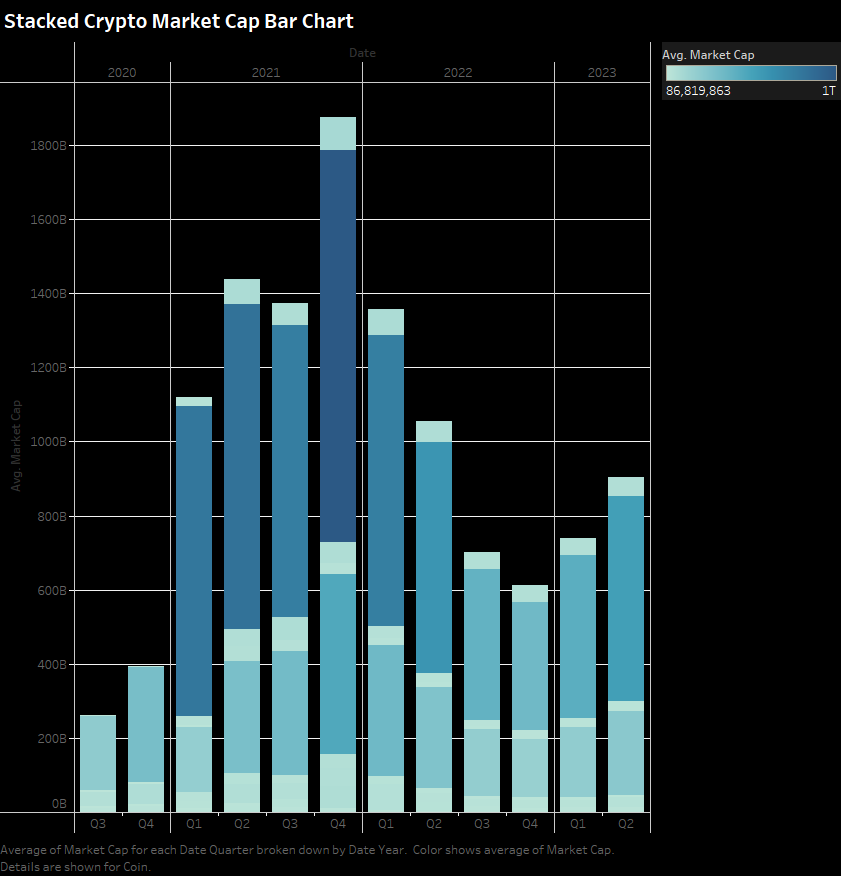 Stacked Crypto Market Cap Bar Chart
Date
2020 2021 2022 2023
Avg. Market Cap
86,819,863 1T
Avg. Market Cap
1800B
1600B
1400B
1200B
1000B
800B
600B
400B
200B
0B
Q3 Q4 Q1 Q2 Q3 Q4 Q1 Q2 Q3 Q4 Q1 Q2
Average of Market Cap for each Date Quarter broken down by Date Year. Color shows average of Market Cap.
Details are shown for Coin.